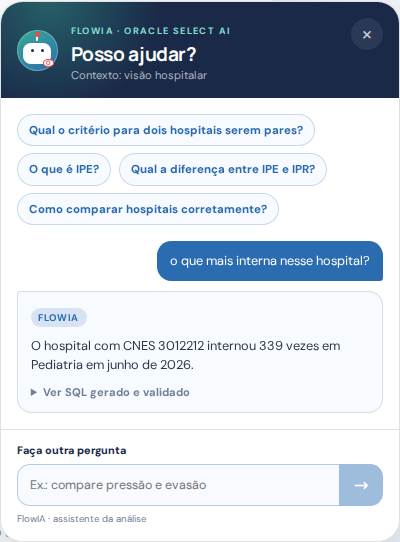 FLOWIA · ORACLE SELECT AI
Posso ajudar?
Contexto: visão hospitalar
×
Qual o critério para dois hospitais serem pares?
O que é IPE?
Qual a diferença entre IPE e IPR?
Como comparar hospitais corretamente?
o que mais interna nesse hospital?
FLOWIA
O hospital com CNES 3012212 internou 339 vezes em
Pediatria em junho de 2026.
▶ Ver SQL gerado e validado
Faça outra pergunta
Ex.: compare pressão e evasão
→
FlowIA · assistente da análise